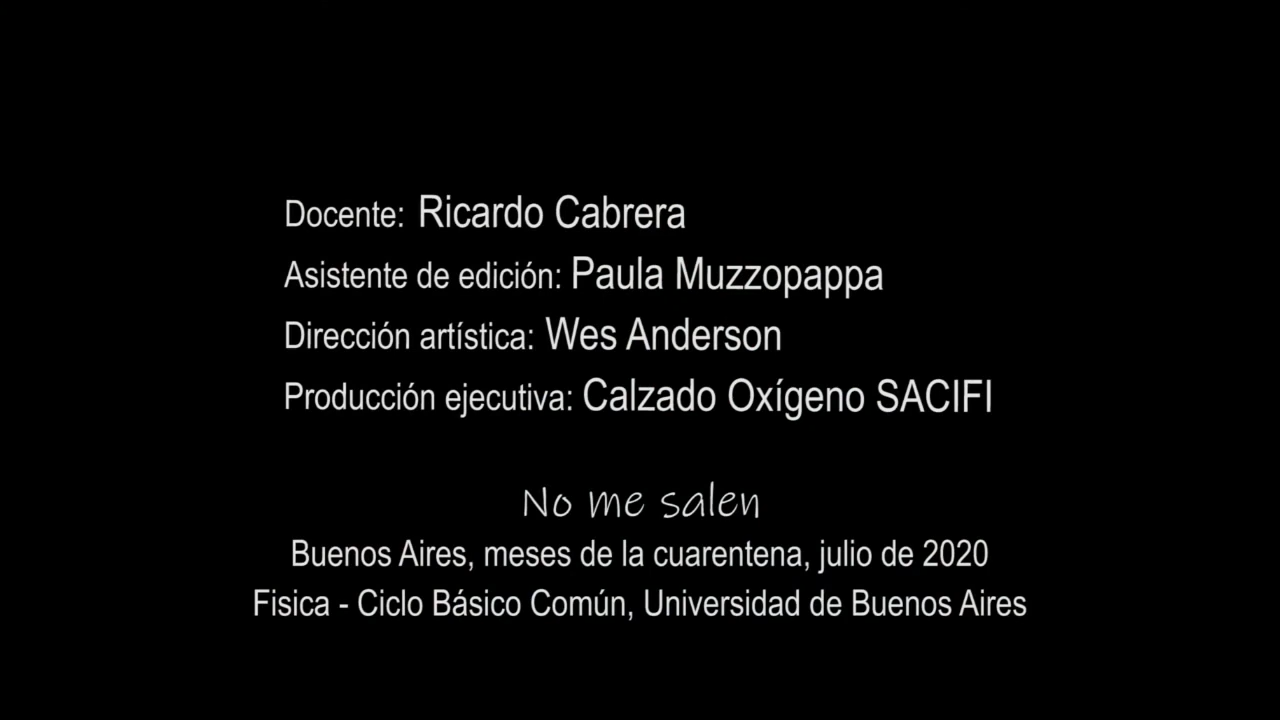 Docente: Ricardo Cabrera
Asistente de edición: Paula Muzzopappa
Dirección artística: Wes Anderson
Producción ejecutiva: Calzado Oxígeno SACIFI
No me salen
Buenos Aires, meses de la cuarentena, julio de 2020
Fisica - Ciclo Básico Común, Universidad de Buenos Aires